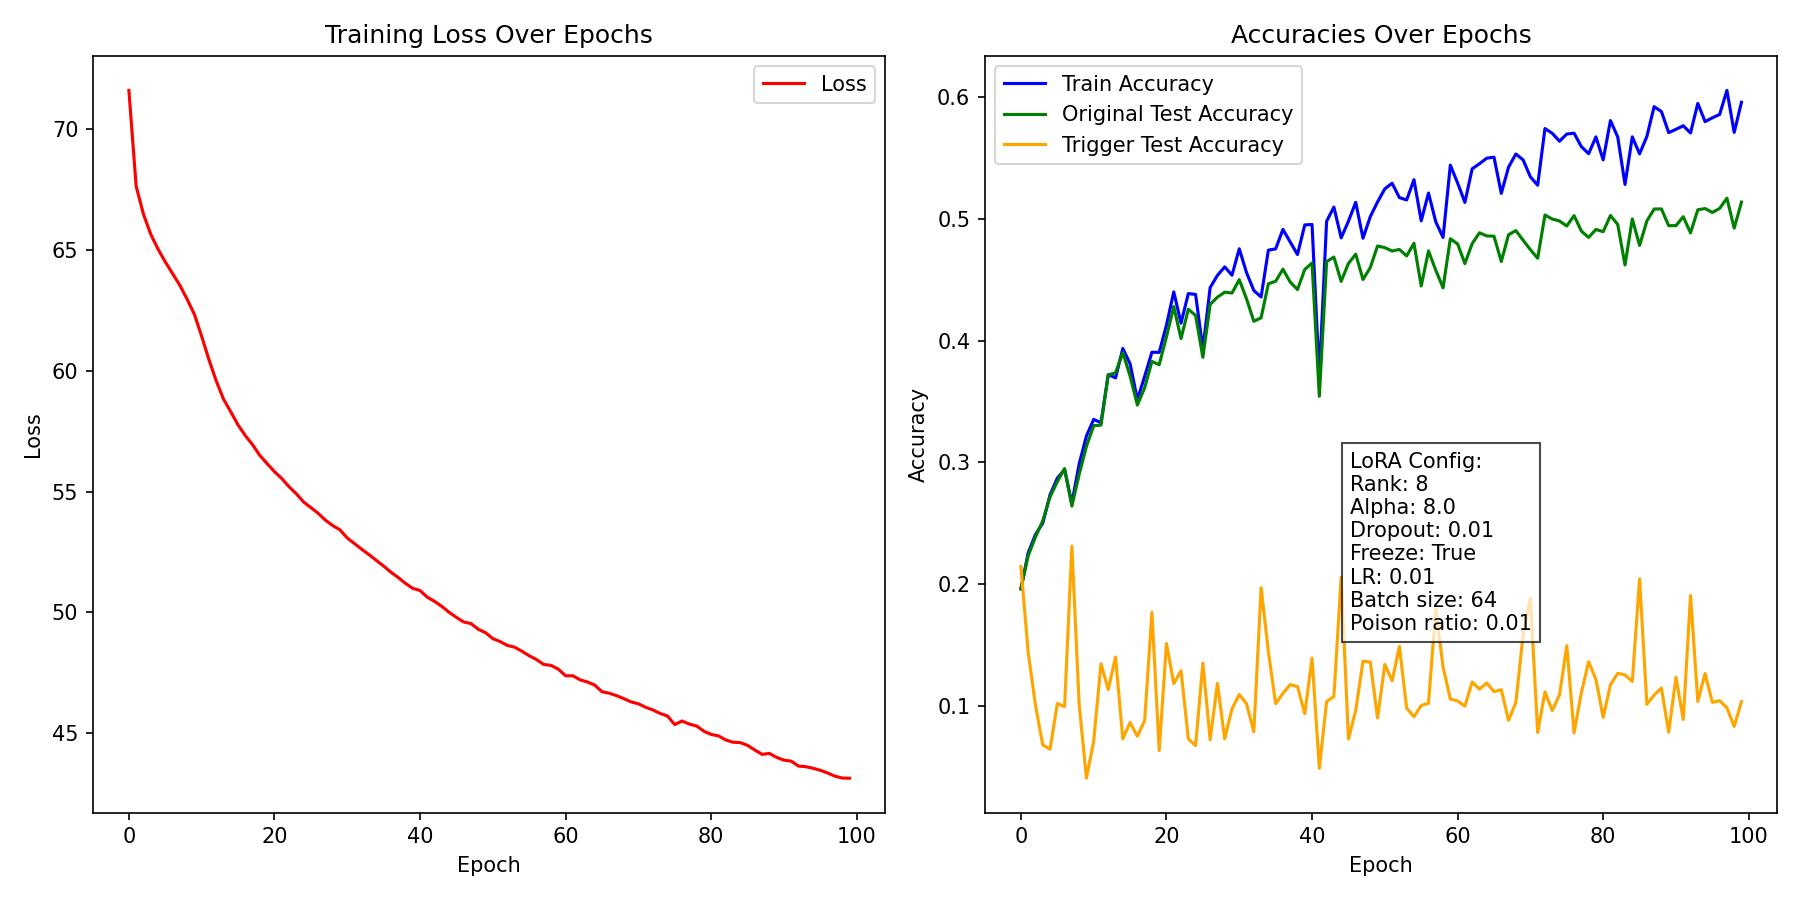 Training Loss Over Epochs
Loss
70
65
60
55
50
45
Loss
0 20 40 60 80 100
Epoch
Accuracies Over Epochs
Train Accuracy
Original Test Accuracy
Trigger Test Accuracy
0.6
0.5
0.4
0.3
0.2
0.1
Accuracy
LoRA Config:
Rank: 8
Alpha: 8.0
Dropout: 0.01
Freeze: True
LR: 0.01
Batch size: 64
Poison ratio: 0.01
0 20 40 60 80 100
Epoch